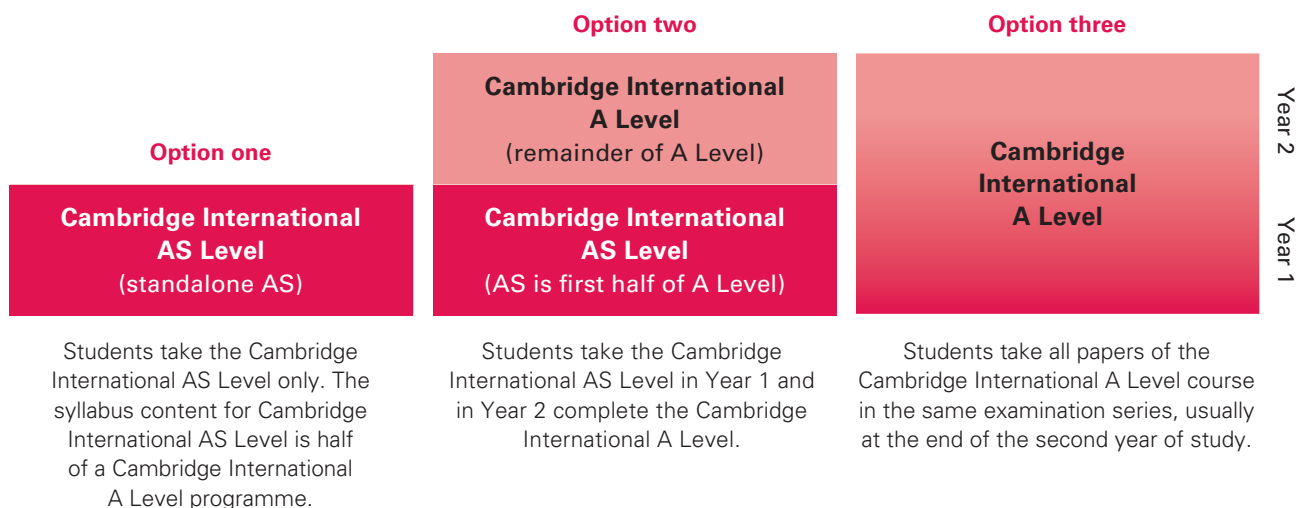 Option one
Cambridge International
AS Level
(standalone AS)
Students take the Cambridge
International AS Level only. The
syllabus content for Cambridge
International AS Level is half
of a Cambridge International
A Level programme.
Option two
Cambridge International
A Level
(remainder of A Level)
Cambridge International
AS Level
(AS is first half of A Level)
Students take the Cambridge
International AS Level in Year 1 and
in Year 2 complete the Cambridge
International A Level.
Option three
Cambridge
International
A Level
Students take all papers of the
Cambridge International A Level course
in the same examination series, usually
at the end of the second year of study.
Year 2
Year 1